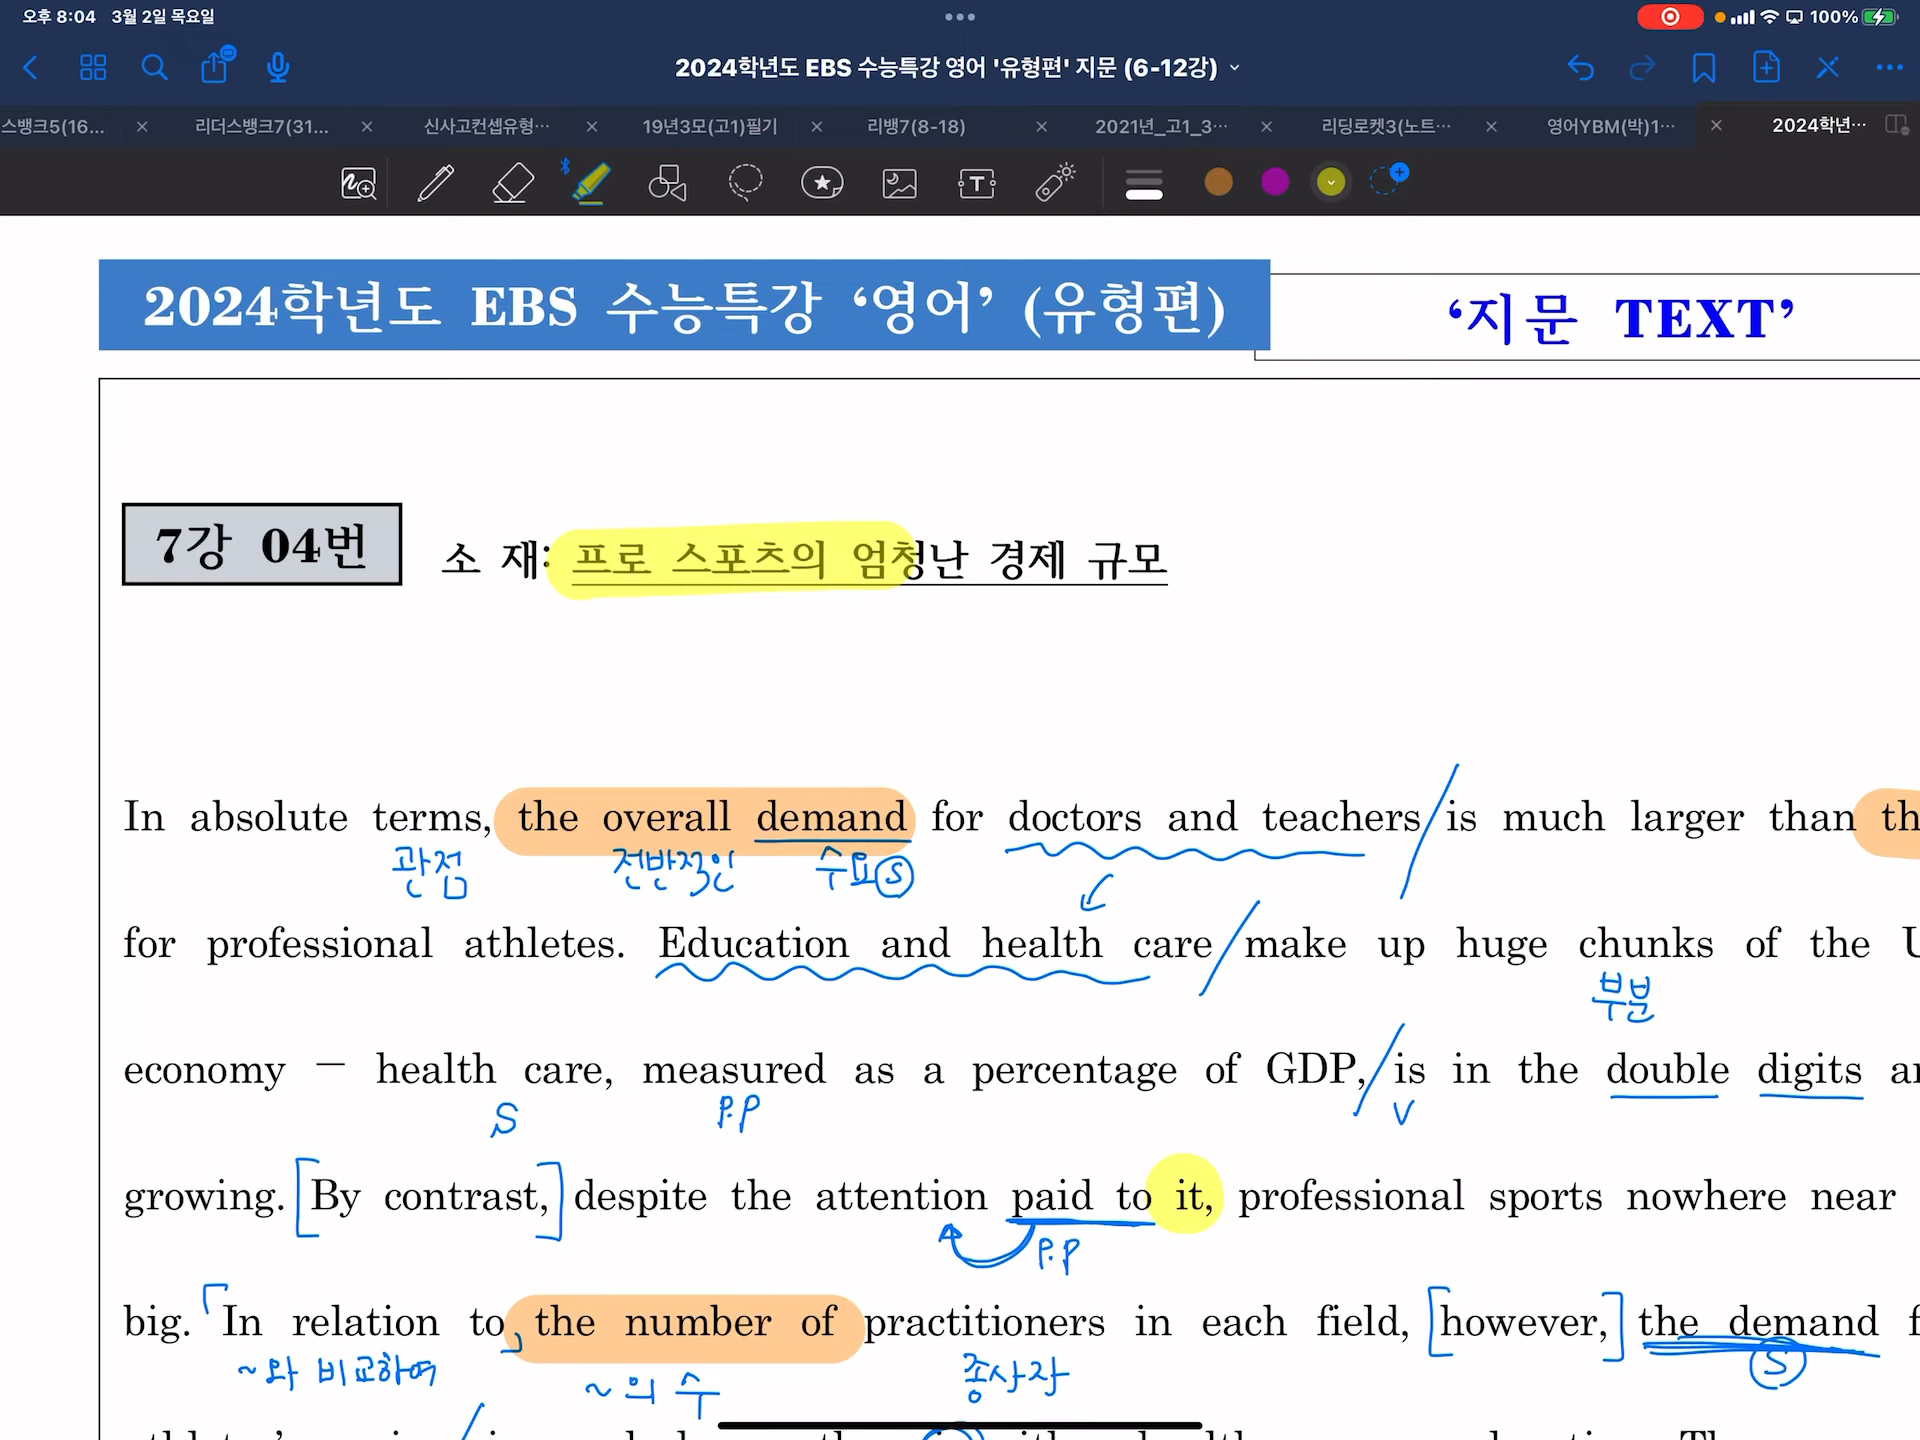 오후 8:04 3월 2일 목요일
100%
2024학년도 EBS 수능특강 영어 '유형편' 지문 (6-12강)
스뱅크5(16... 리더스뱅크7(31... 신사고컨셉유형... 19년3모(고1)필기 리뱅7(8-18) 2021년_고1_3... 리딩로켓3(노트... 영어YBM(박)1... 2024학년...
2024학년도 EBS 수능특강 ‘영어’ (유형편)
‘지문 TEXT’
7강 04번 소 재: 프로 스포츠의 엄청난 경제 규모
In absolute terms, the overall demand for doctors and teachers is much larger than th
관점 전반적인 수요 S
for professional athletes. Education and health care make up huge chunks of the U
부분
economy － health care, measured as a percentage of GDP, is in the double digits an
S P.P V
growing. By contrast, despite the attention paid to it, professional sports nowhere near
P.P
big. In relation to the number of practitioners in each field, however, the demand f
~와 비교하여 ~의 수 종사자 S